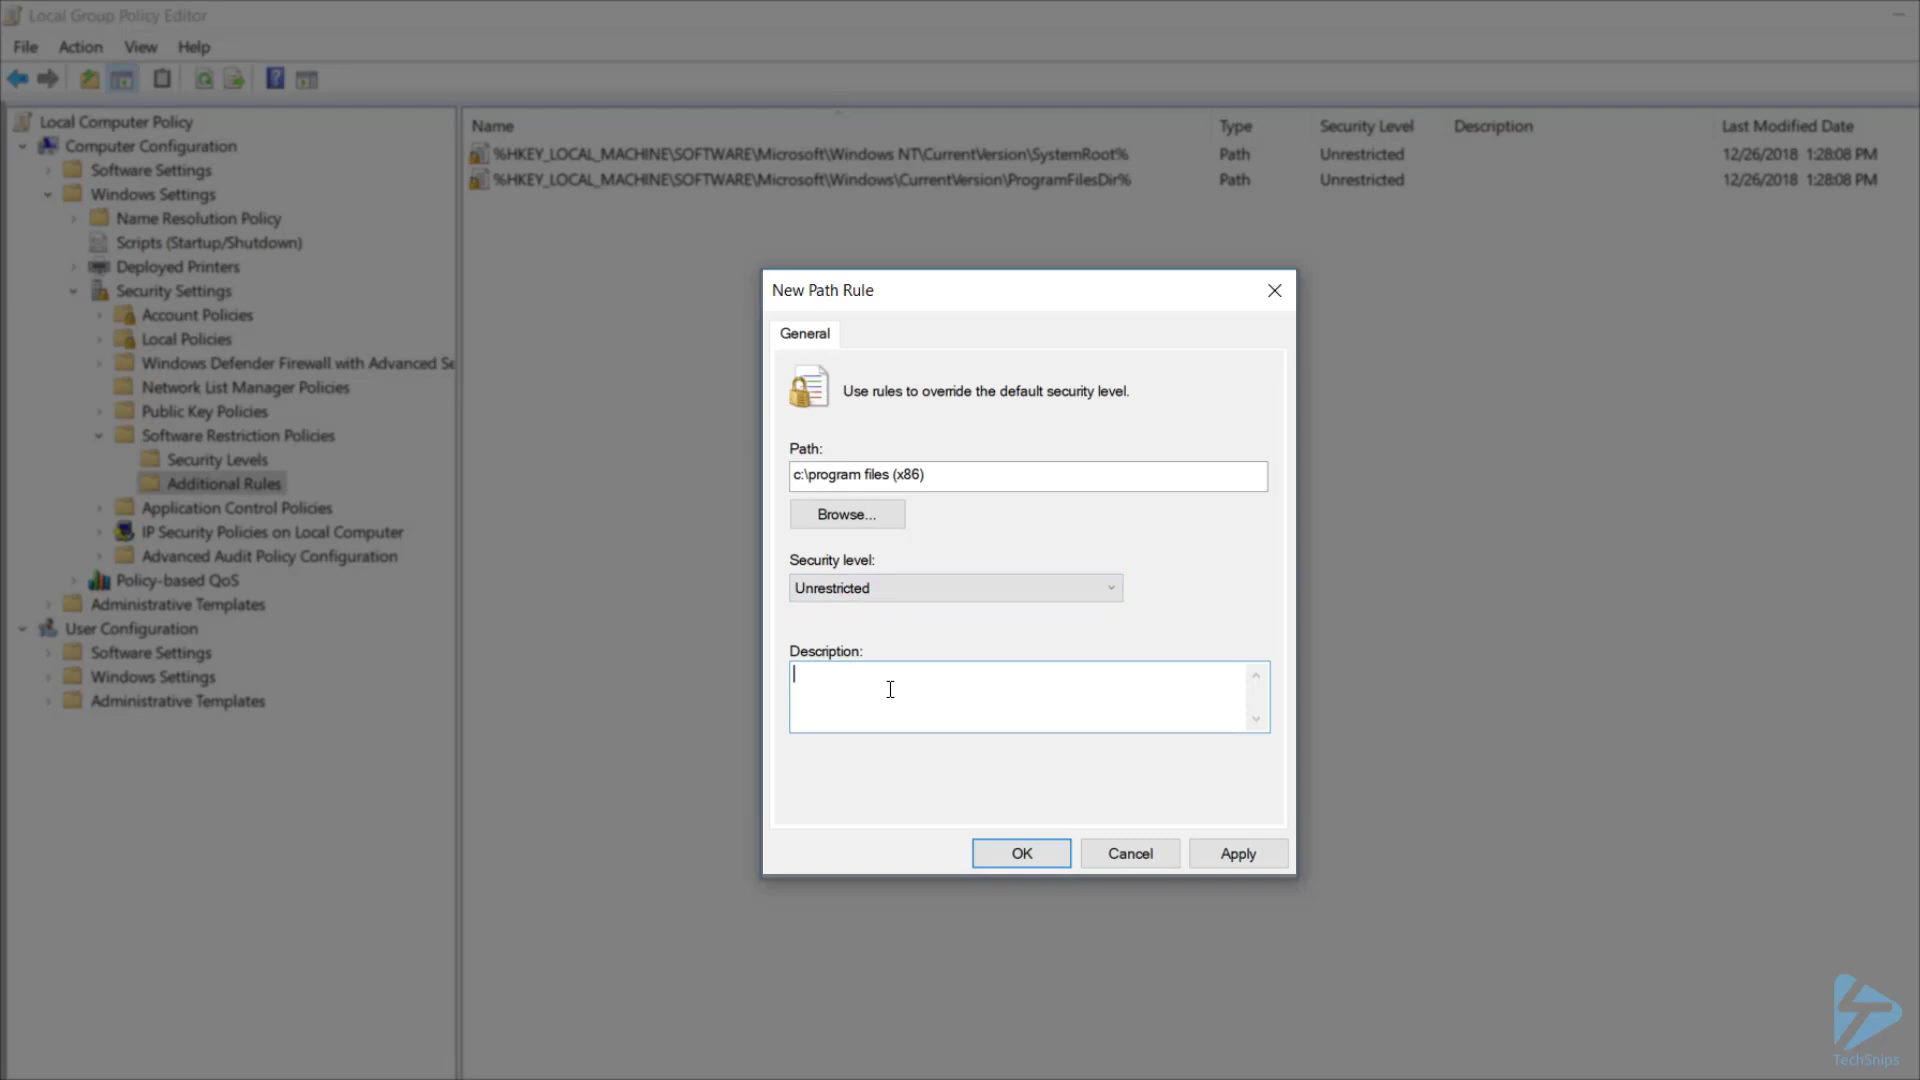 Local Group Policy Editor
File Action View Help
Local Computer Policy
Computer Configuration
Software Settings
Windows Settings
Name Resolution Policy
Scripts (Startup/Shutdown)
Deployed Printers
Security Settings
Account Policies
Local Policies
Windows Defender Firewall with Advanced Se
Network List Manager Policies
Public Key Policies
Software Restriction Policies
Security Levels
Additional Rules
Application Control Policies
IP Security Policies on Local Computer
Advanced Audit Policy Configuration
Policy-based QoS
Administrative Templates
User Configuration
Software Settings
Windows Settings
Administrative Templates
Name Type Security Level Description Last Modified Date
%HKEY_LOCAL_MACHINE\SOFTWARE\Microsoft\Windows NT\CurrentVersion\SystemRoot% Path Unrestricted 12/26/2018 1:28:08 PM
%HKEY_LOCAL_MACHINE\SOFTWARE\Microsoft\Windows\CurrentVersion\ProgramFilesDir% Path Unrestricted 12/26/2018 1:28:08 PM
New Path Rule
General
Use rules to override the default security level.
Path:
c:\program files (x86)
Browse...
Security level:
Unrestricted
Description:
OK Cancel Apply
TechSnips